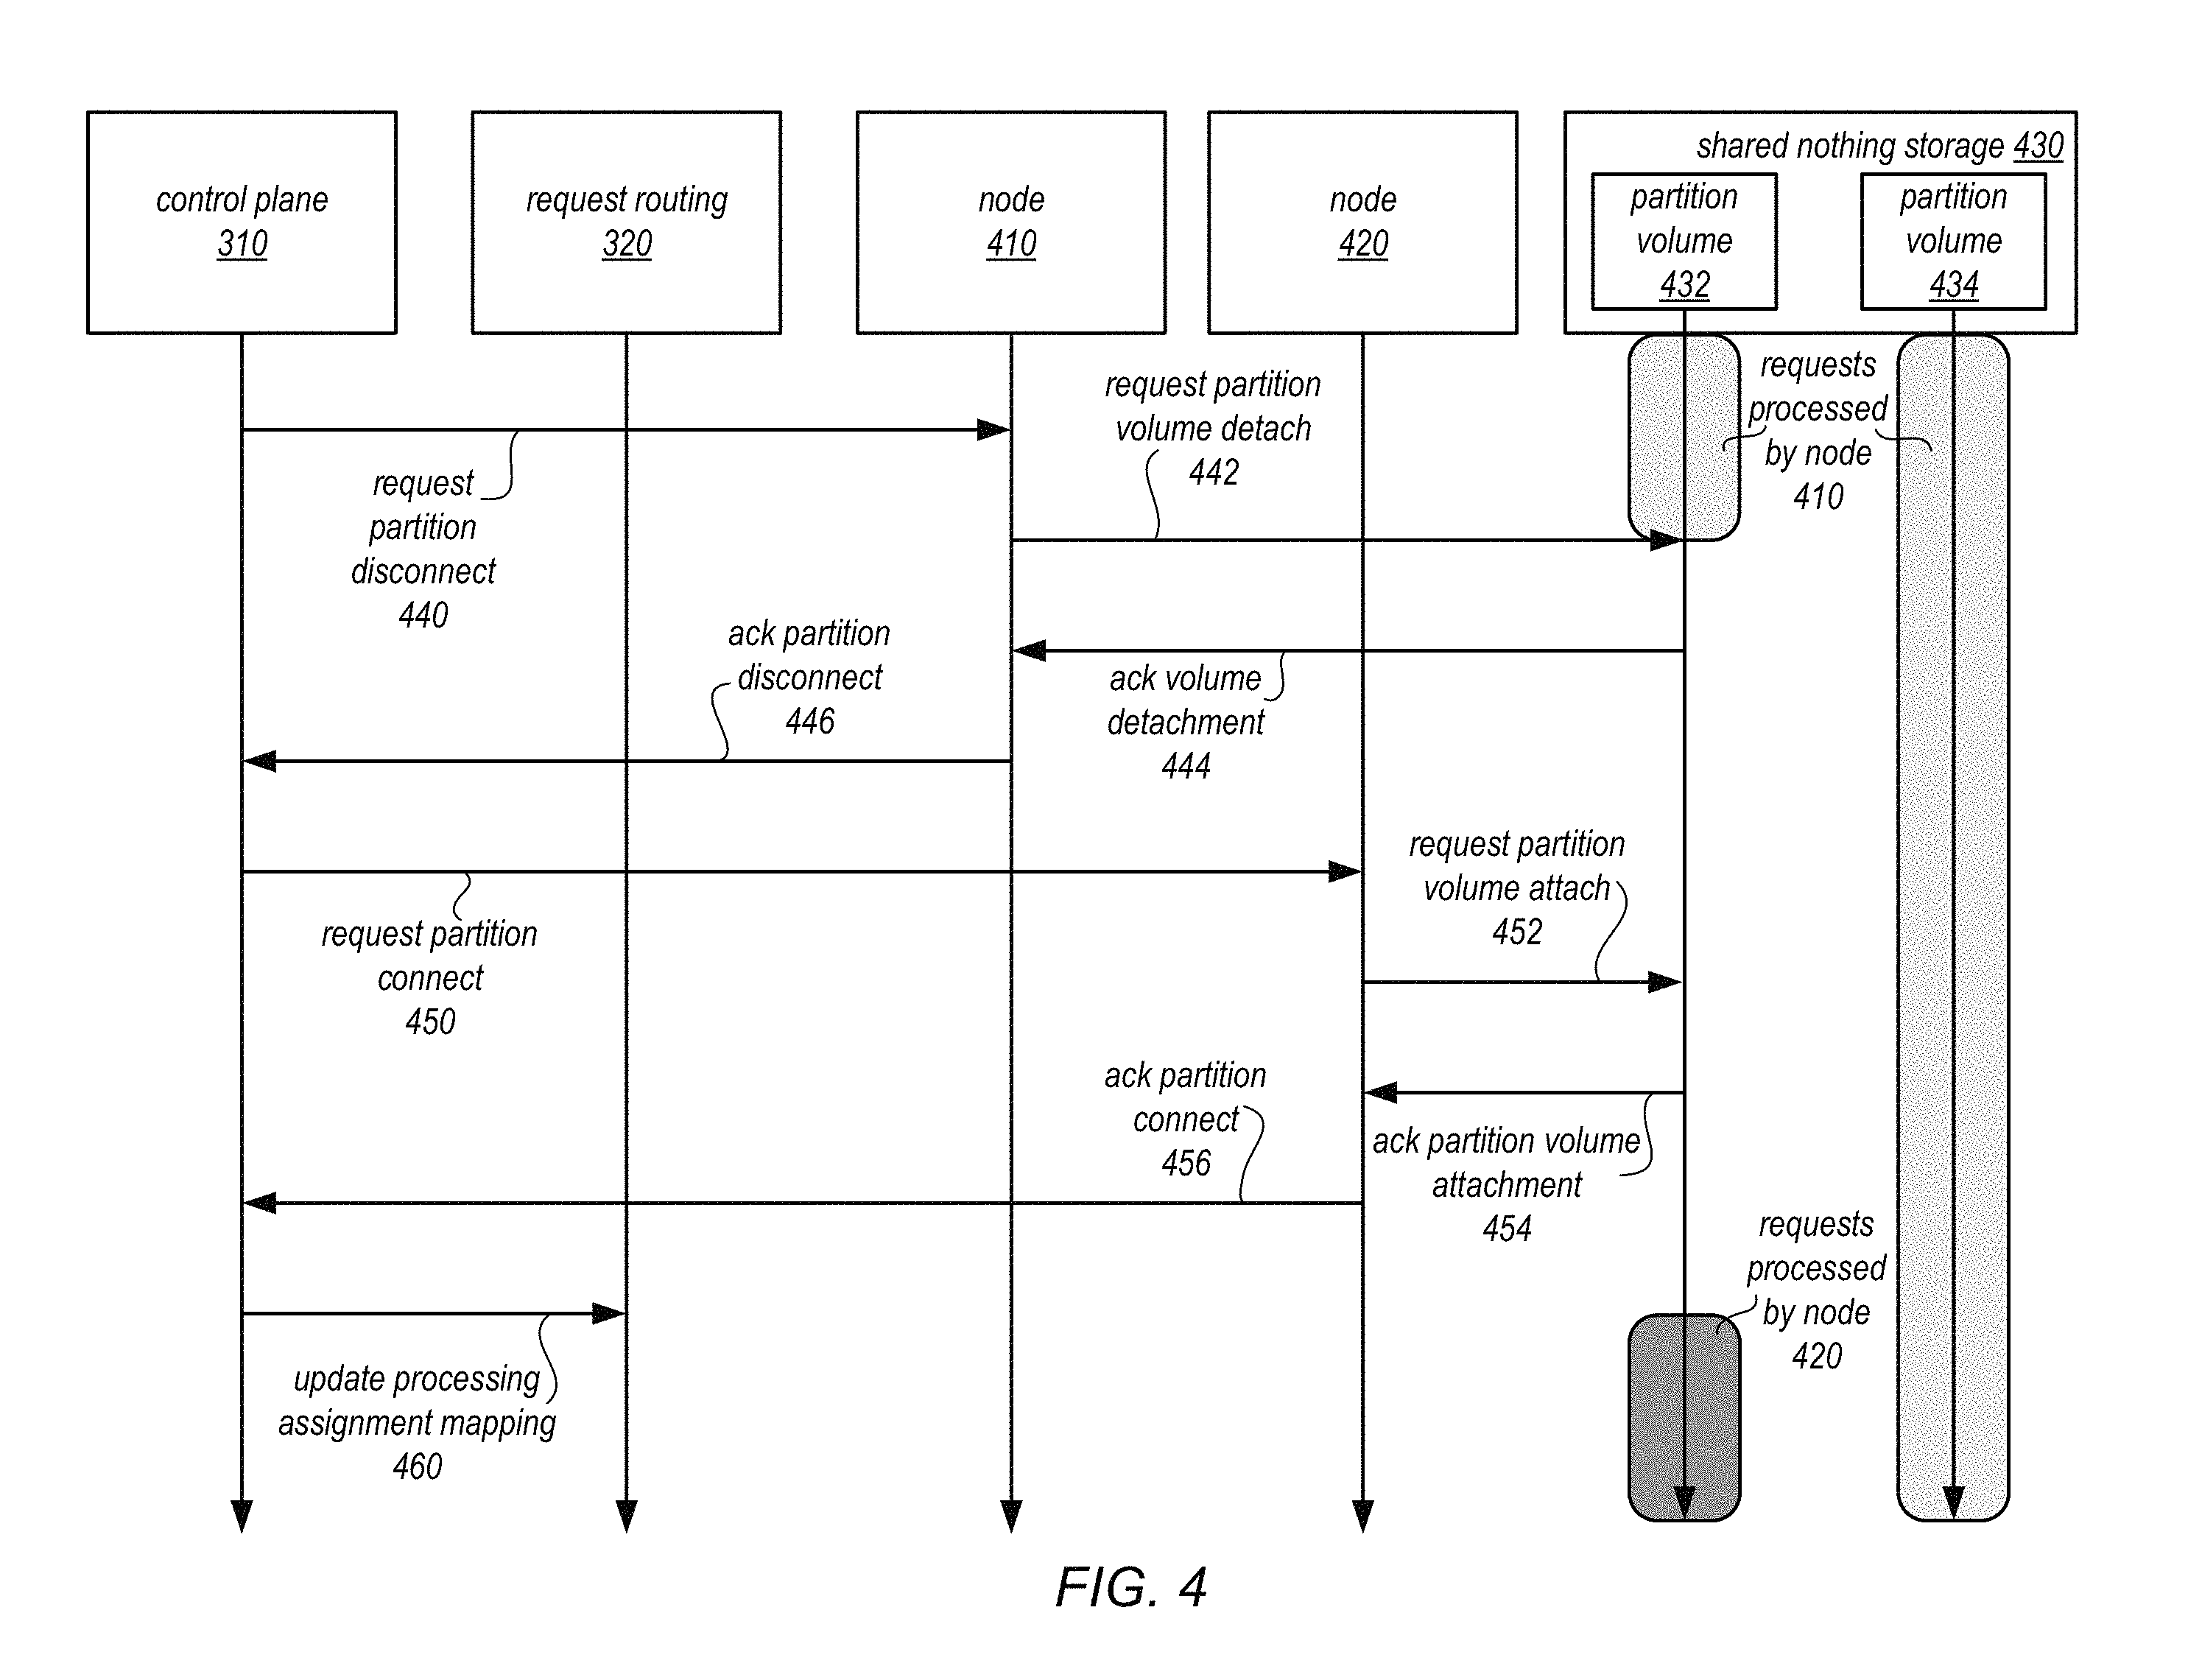 control plane
310
request routing
320
node
410
node
420
shared nothing storage 430
partition
volume
432
partition
volume
434
requests
processed
by node
410
request partition
volume detach
442
request
partition
disconnect
440
ack partition
disconnect
446
ack volume
detachment
444
request partition
volume attach
452
request partition
connect
450
ack partition
connect
456
ack partition volume
attachment
454
requests
processed
by node
420
update processing
assignment mapping
460
FIG. 4